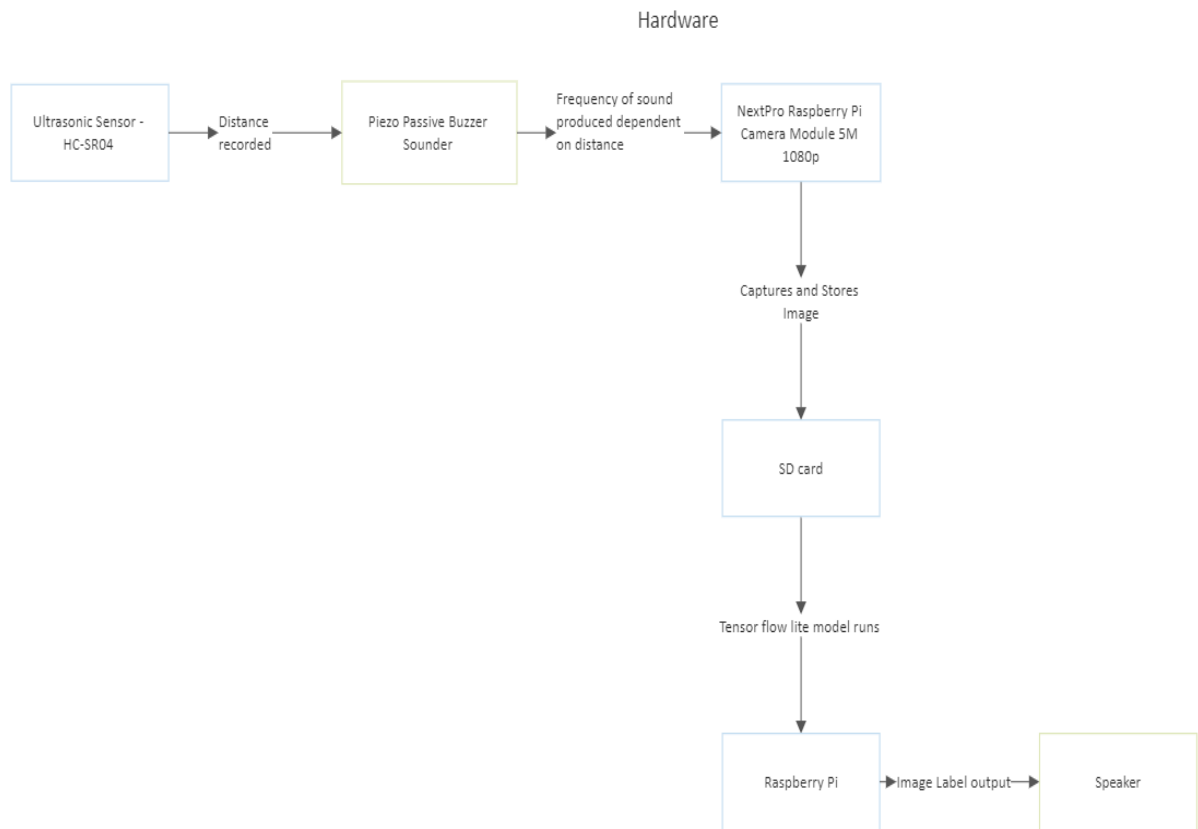 Hardware
Ultrasonic Sensor -
HC-SR04
Distance
recorded
Piezo Passive Buzzer
Sounder
Frequency of sound
produced dependent
on distance
NextPro Raspberry Pi
Camera Module 5M
1080p
Captures and Stores
Image
SD card
Tensor flow lite model runs
Raspberry Pi
Image Label output
Speaker